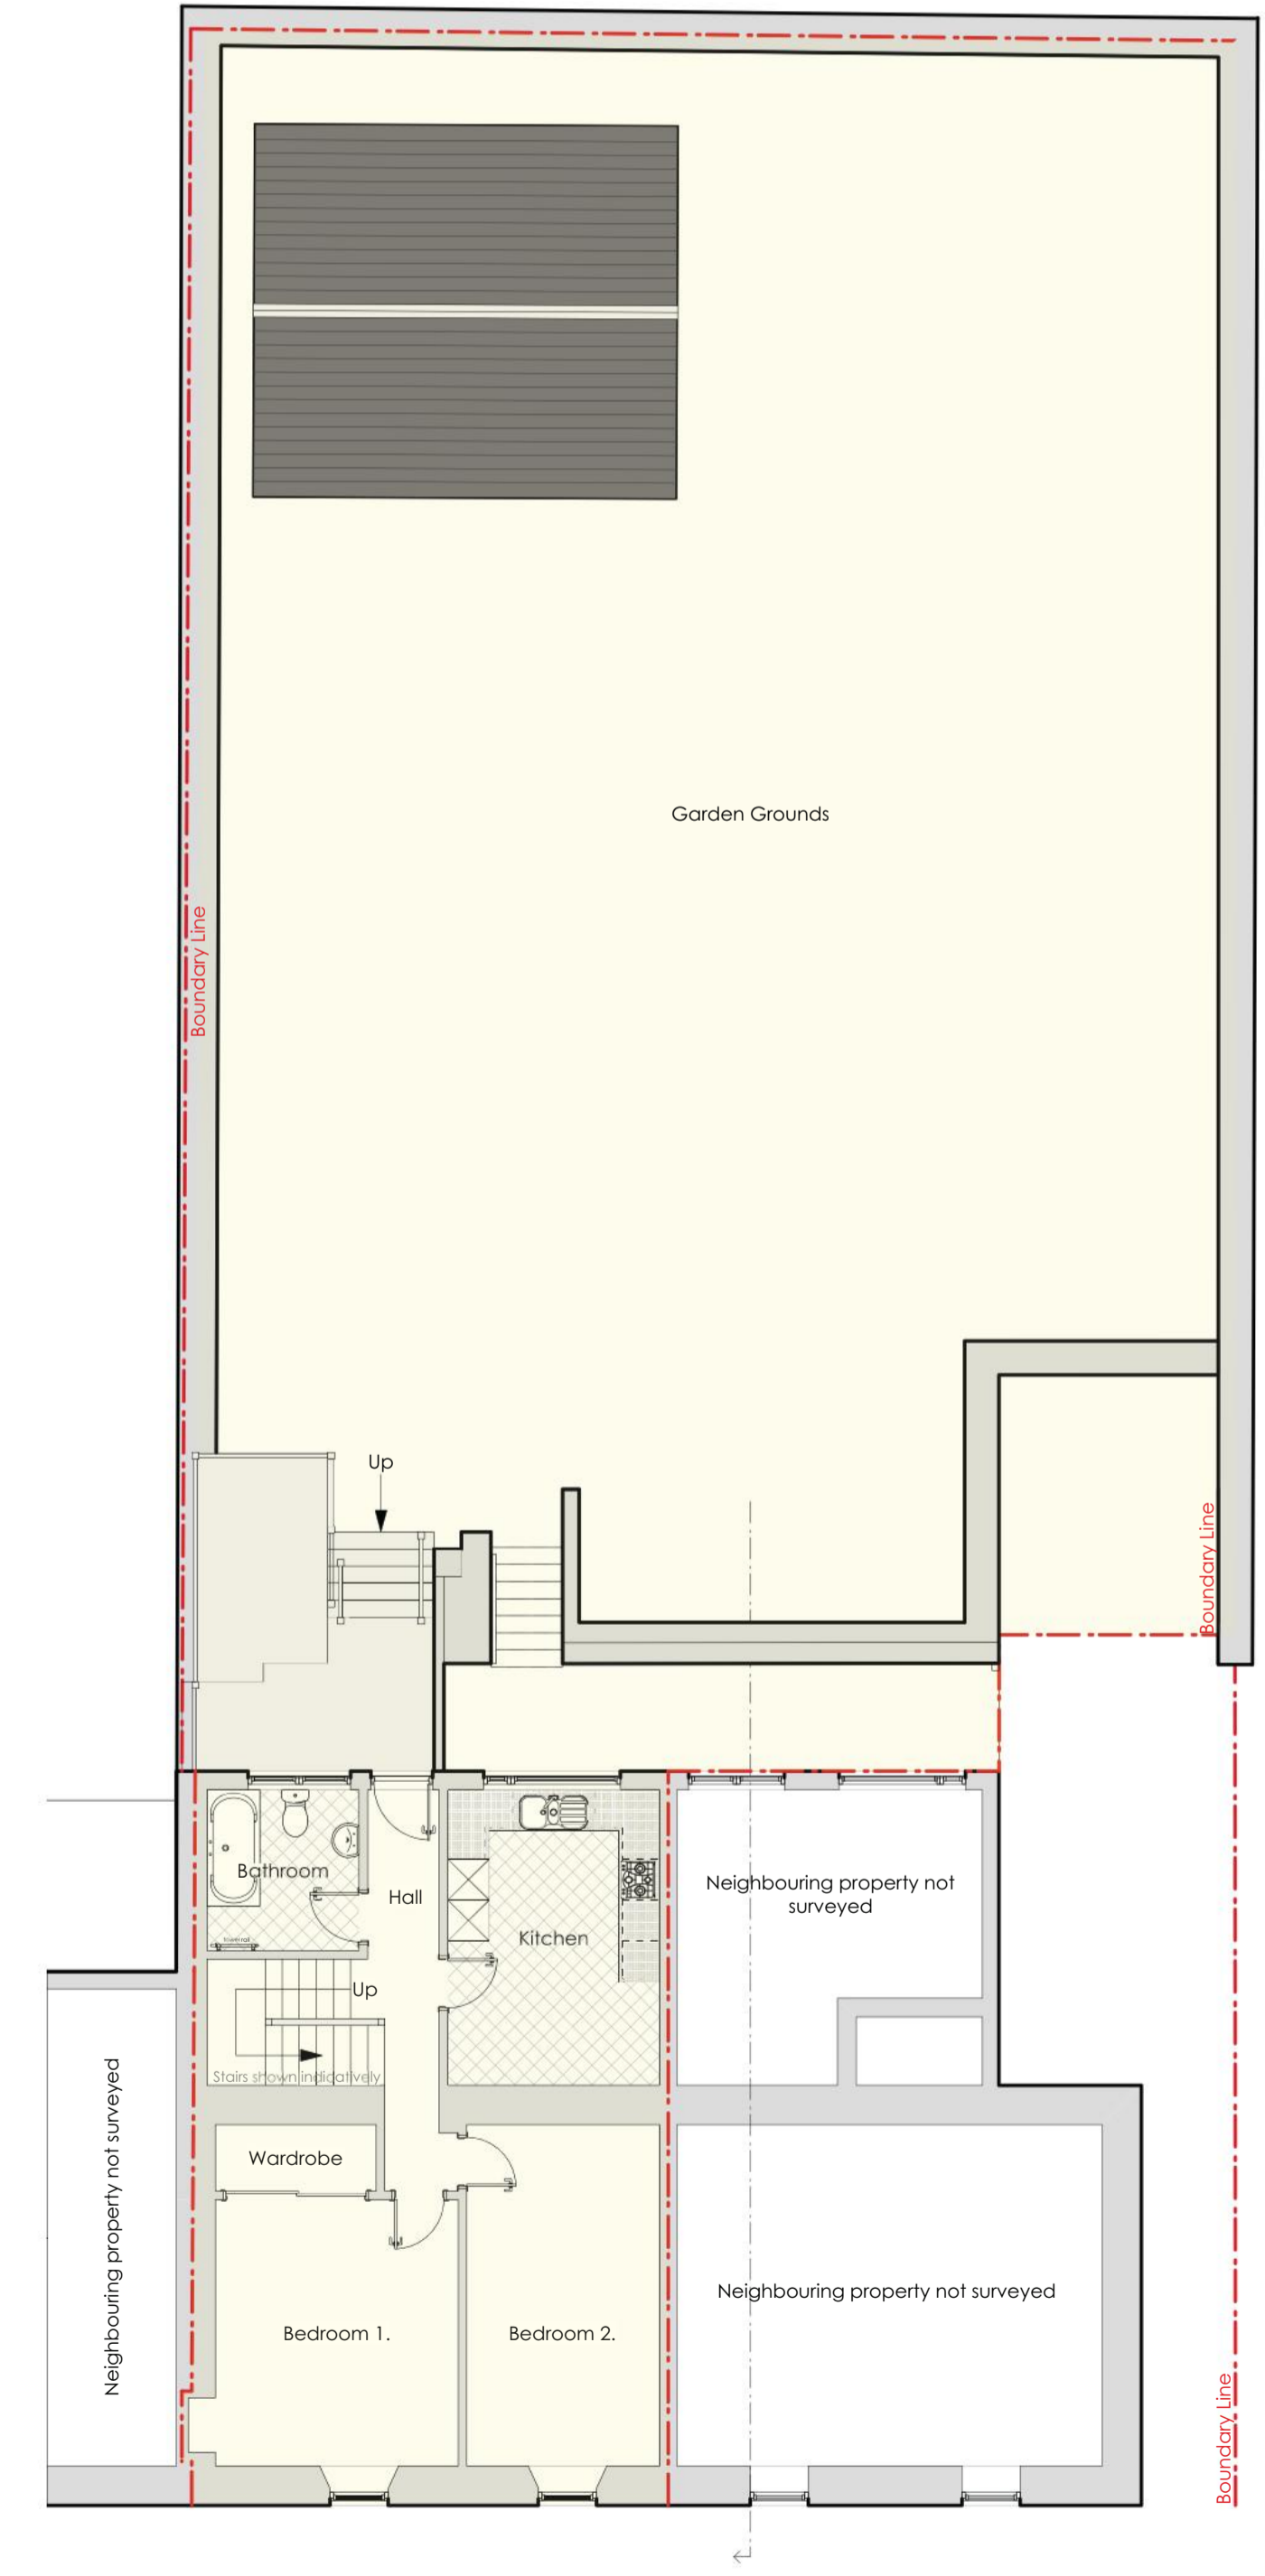 Garden Grounds
Boundary Line
Up
Boundary Line
Bathroom
Hall
Kitchen
Neighbouring property not
surveyed
Up
Stairs shown indicatively
Wardrobe
Neighbouring property not surveyed
Neighbouring property not surveyed
Bedroom 1.
Bedroom 2.
Boundary Line